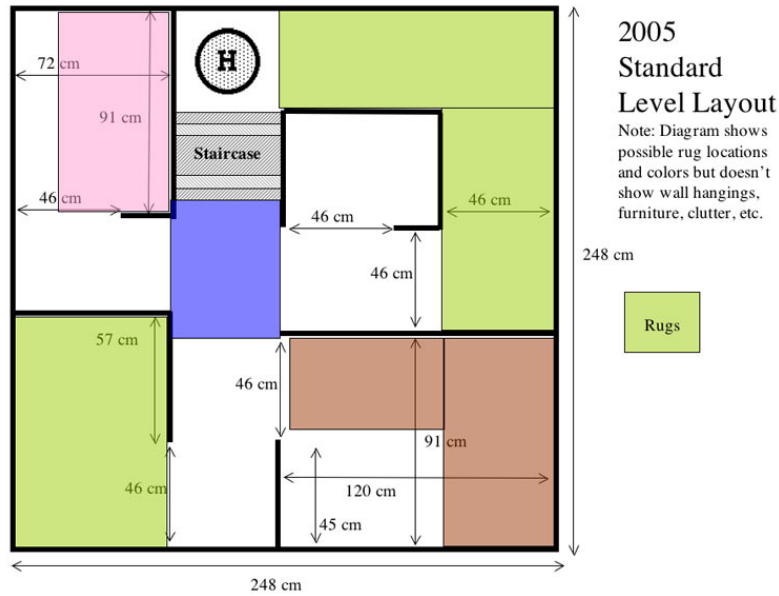 2005
Standard
Level Layout
Note: Diagram shows
possible rug locations
and colors but doesn't
show wall hangings,
furniture, clutter, etc.
H
72 cm
91 cm
Staircase
46 cm
46 cm
46 cm
46 cm
248 cm
Rugs
57 cm
46 cm
91 cm
46 cm
120 cm
45 cm
248 cm